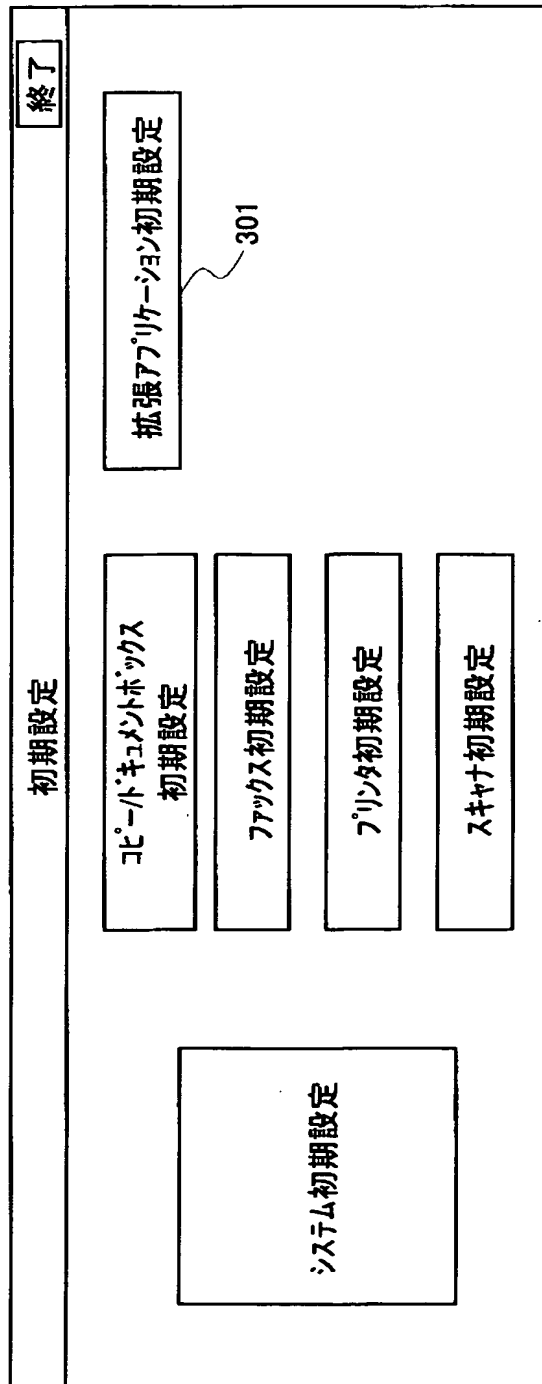 初期設定
終了
システム初期設定
コピー/ドキュメントボックス
初期設定
ファックス初期設定
プリンタ初期設定
スキャナ初期設定
拡張アプリケーション初期設定
301